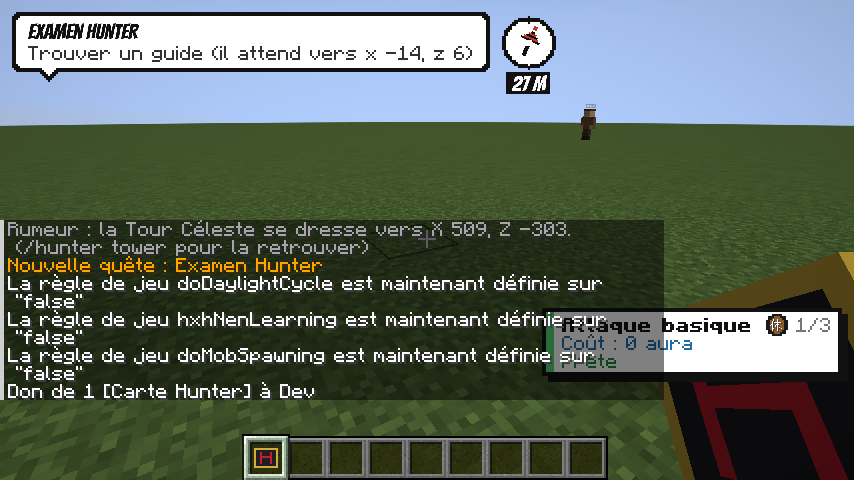 EXAMEN HUNTER
Trouver un guide (il attend vers x -14, z 6)
27 M
Rumeur : la Tour Céleste se dresse vers X 509, Z -303.
(/hunter tower pour la retrouver)
Nouvelle quête : Examen Hunter
La règle de jeu doDaylightCycle est maintenant définie sur
"false"
La règle de jeu hxhNenLearning est maintenant définie sur
"false"
La règle de jeu doMobSpawning est maintenant définie sur
"false"
Don de 1 [Carte Hunter] à Dev
Attaque basique
1/3
Coût : 0 aura
Prête
H